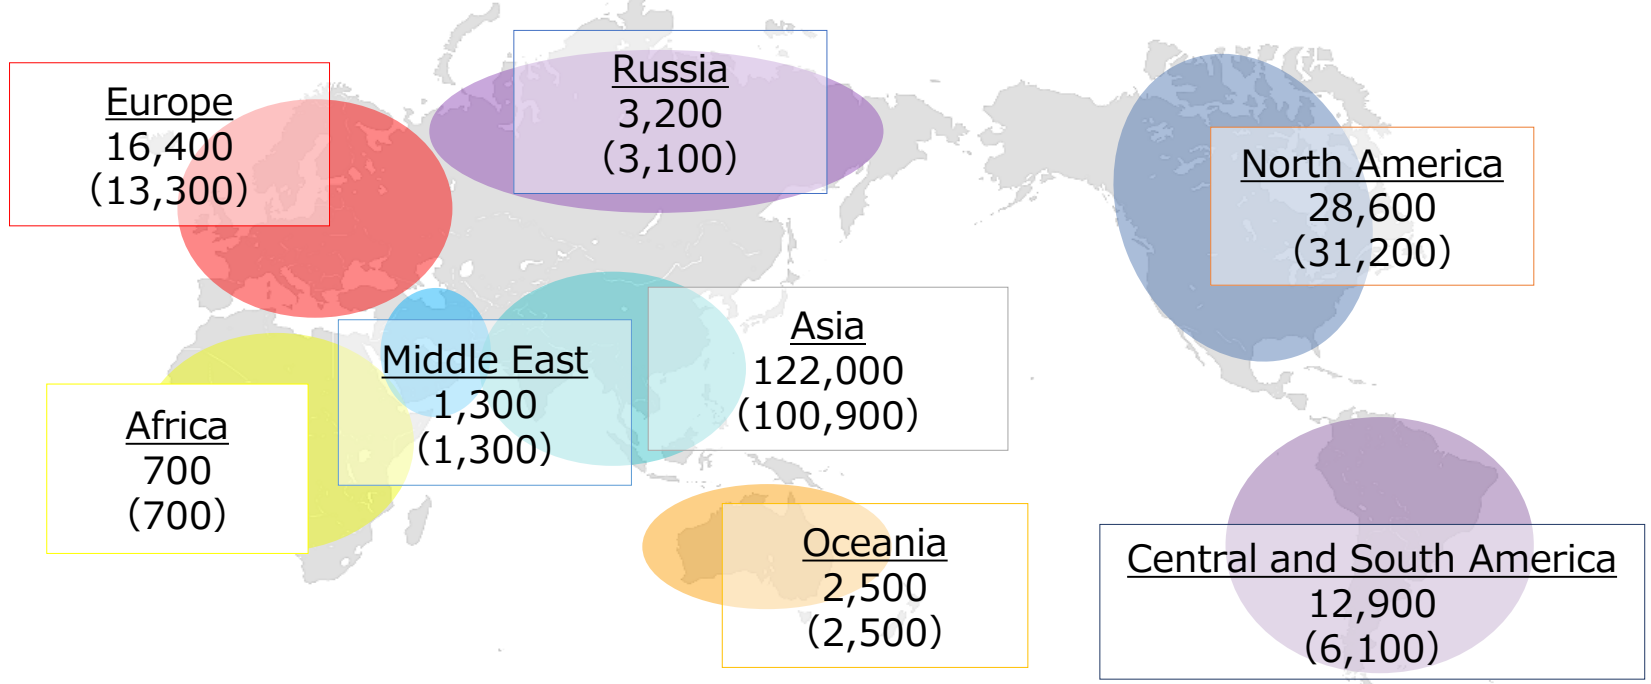 Europe
16,400
(13,300)
Russia
3,200
(3,100)
North America
28,600
(31,200)
Africa
700
(700)
Middle East
1,300
(1,300)
Asia
122,000
(100,900)
Oceania
2,500
(2,500)
Central and South America
12,900
(6,100)